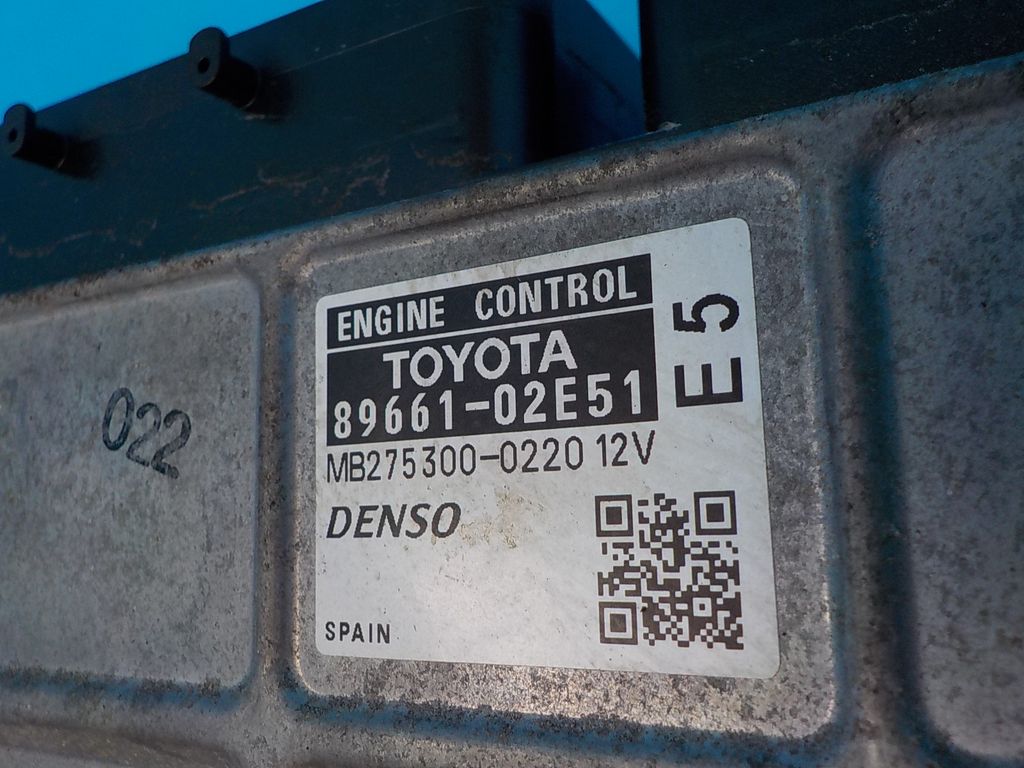 ENGINE CONTROL
TOYOTA
89661-02E51
MB275300-0220 12V
DENSO
SPAIN
E5
022